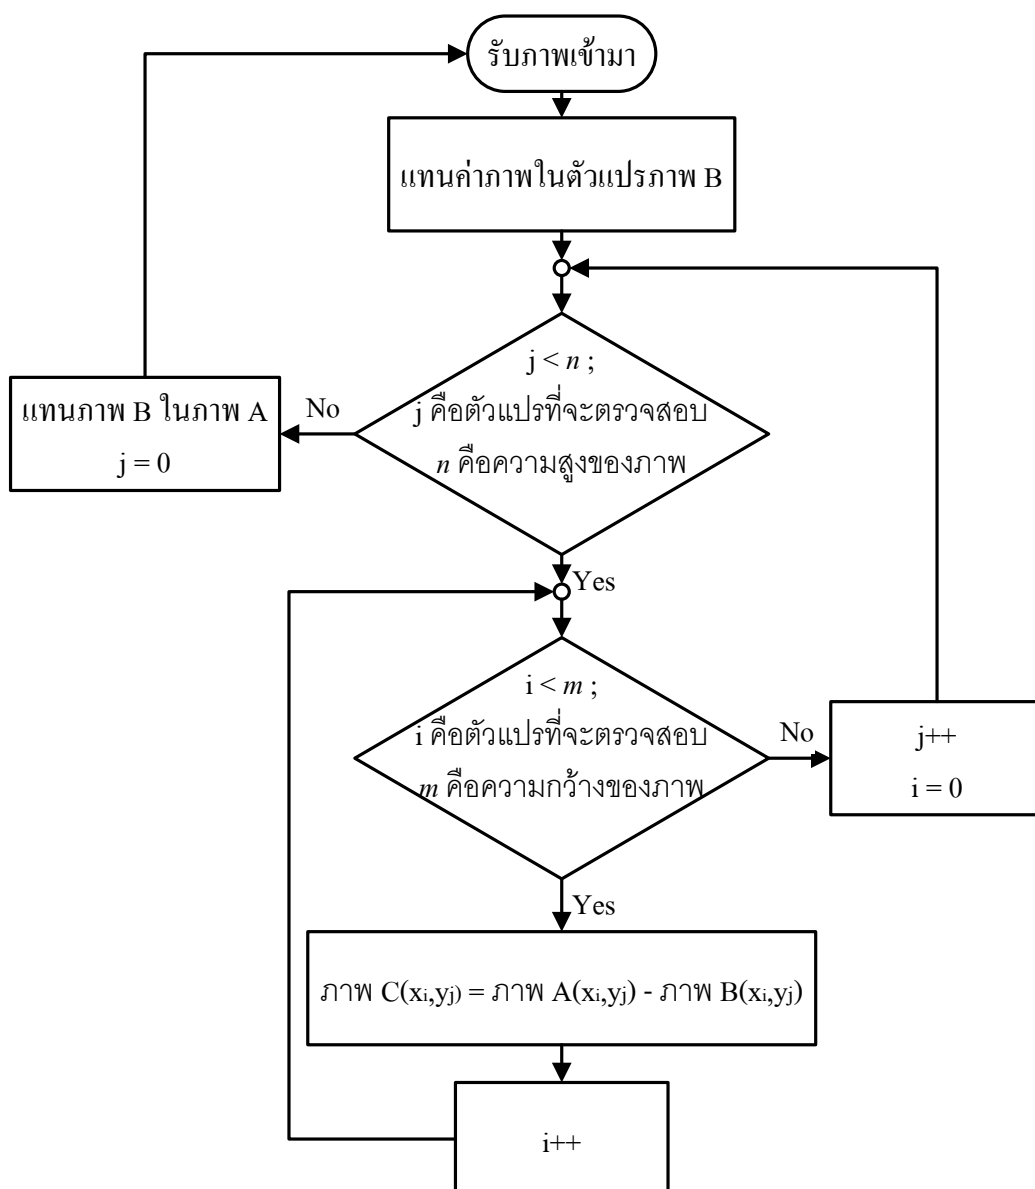 รับภาพเข้ามา
แทนค่าภาพในตัวแปรภาพ B
j < n ;
j คือตัวแปรที่จะตรวจสอบ
n คือความสูงของภาพ
No
แทนภาพ B ในภาพ A
j = 0
Yes
i < m ;
i คือตัวแปรที่จะตรวจสอบ
m คือความกว้างของภาพ
No
j++
i = 0
Yes
ภาพ C(xi,yj) = ภาพ A(xi,yj) - ภาพ B(xi,yj)
i++